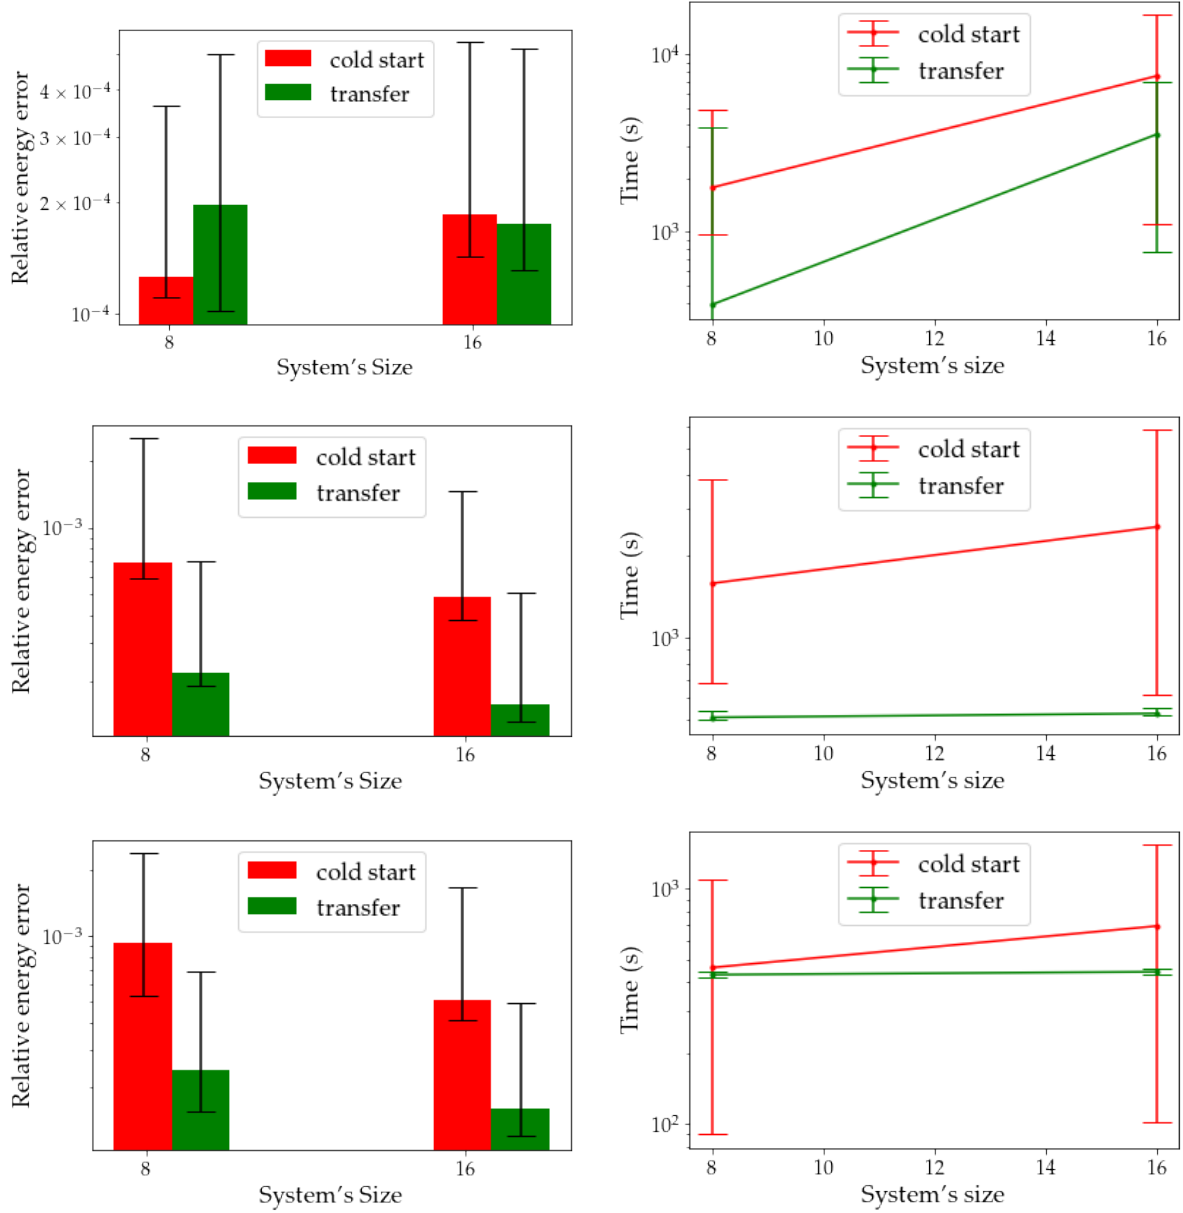 Relative energy error
4 × 10⁻⁴
3 × 10⁻⁴
2 × 10⁻⁴
10⁻⁴
cold start
transfer
8
16
System's Size
Time (s)
10⁴
10³
cold start
transfer
8
10
12
14
16
System's size
Relative energy error
10⁻³
cold start
transfer
8
16
System's Size
Time (s)
10³
cold start
transfer
8
10
12
14
16
System's size
Relative energy error
10⁻³
cold start
transfer
8
16
System's Size
Time (s)
10³
10²
cold start
transfer
8
10
12
14
16
System's size